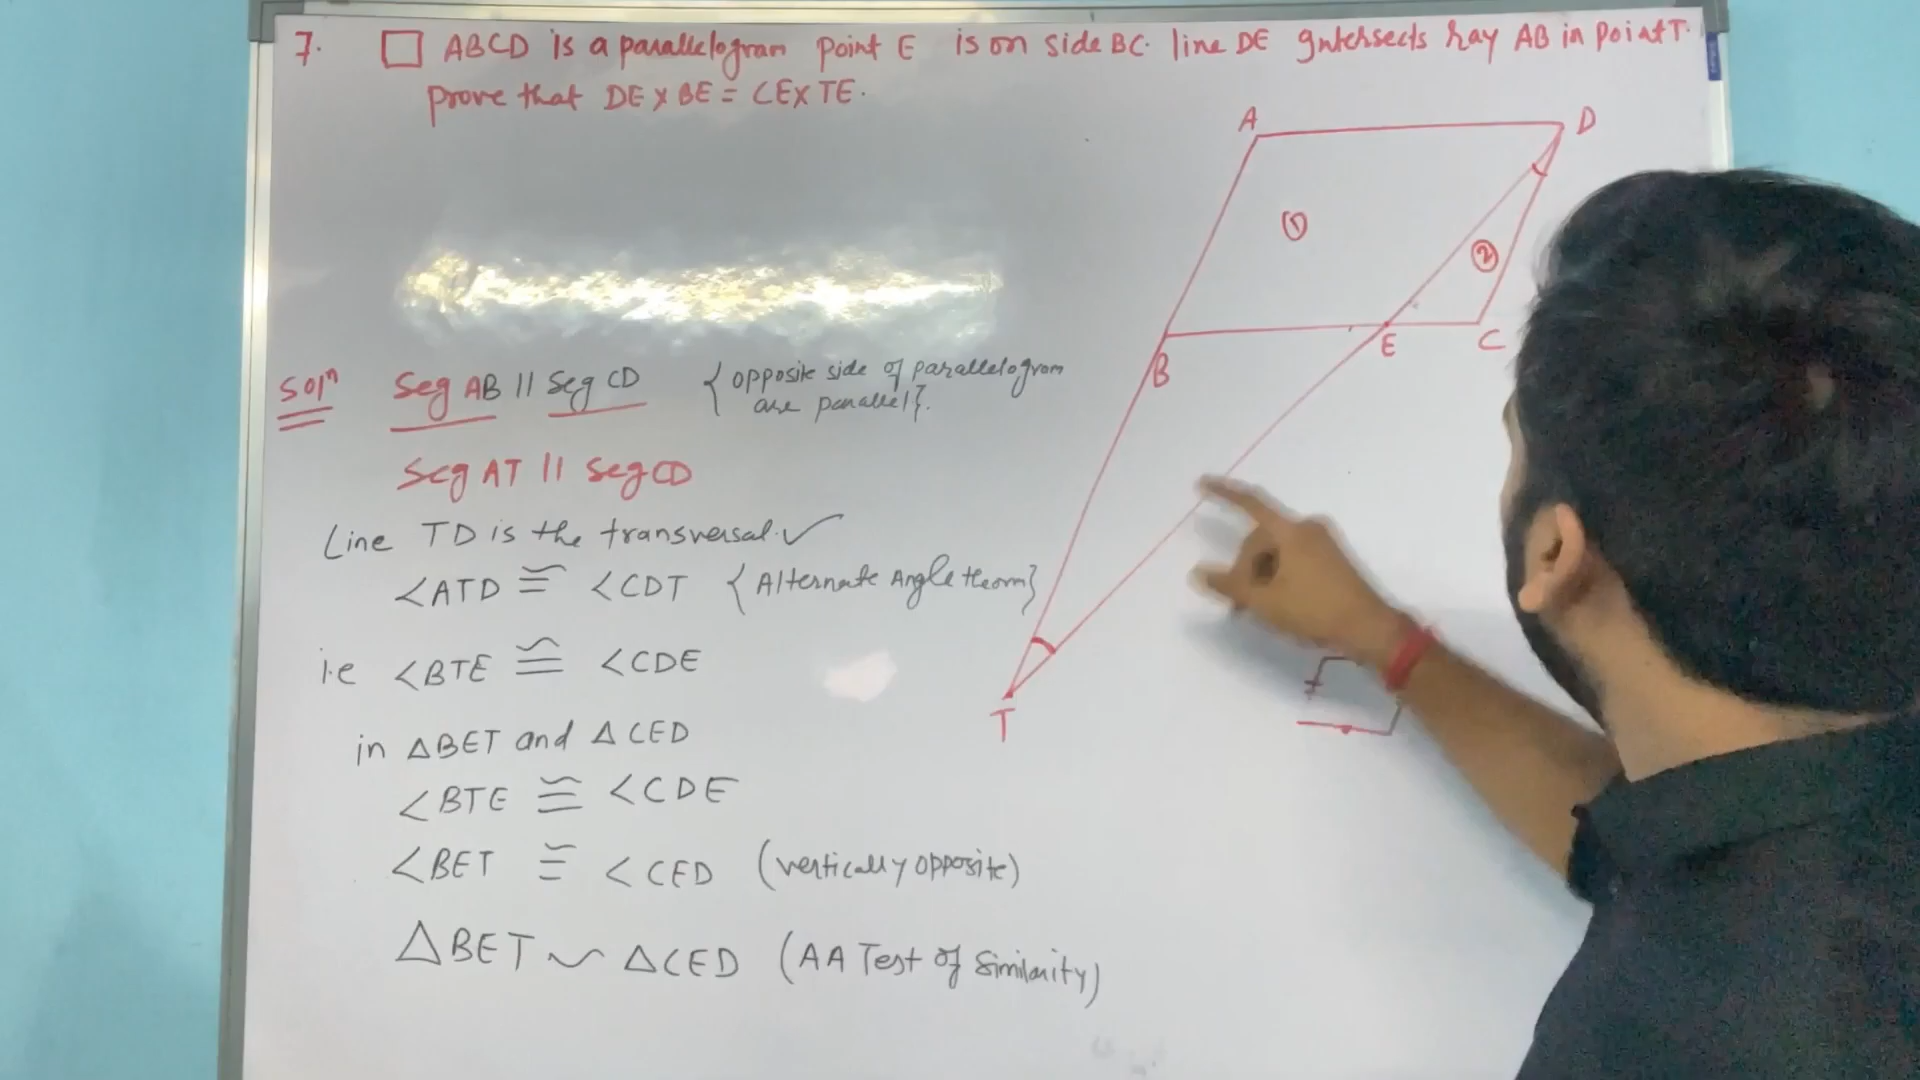 7. □ ABCD is a parallelogram point E is on side BC. line DE intersects ray AB in point T.
prove that DE x BE = CE x TE.
A
D
①
②
B
E
C
T
Solⁿ Seg AB || Seg CD { opposite side of parallelogram
are parallel }.
Seg AT || Seg CD
Line TD is the transversal. ✓
∠ATD ≅ ∠CDT { Alternate Angle theorm }
i.e ∠BTE ≅ ∠CDE
in △BET and △CED
∠BTE ≅ ∠CDE
∠BET ≅ ∠CED (vertically opposite)
△BET ~ △CED (AA Test of Similarity)